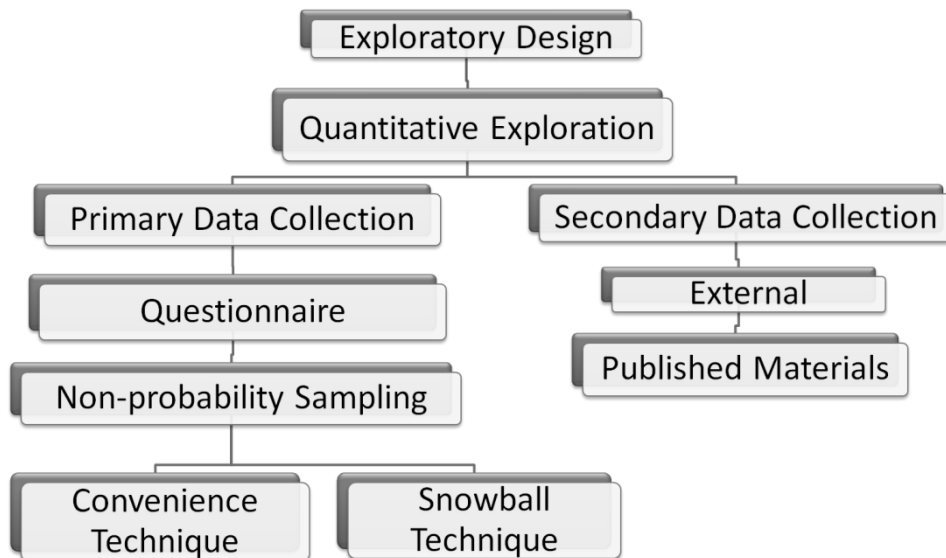 Exploratory Design
Quantitative Exploration
Primary Data Collection
Secondary Data Collection
Questionnaire
External
Non-probability Sampling
Published Materials
Convenience
Technique
Snowball
Technique